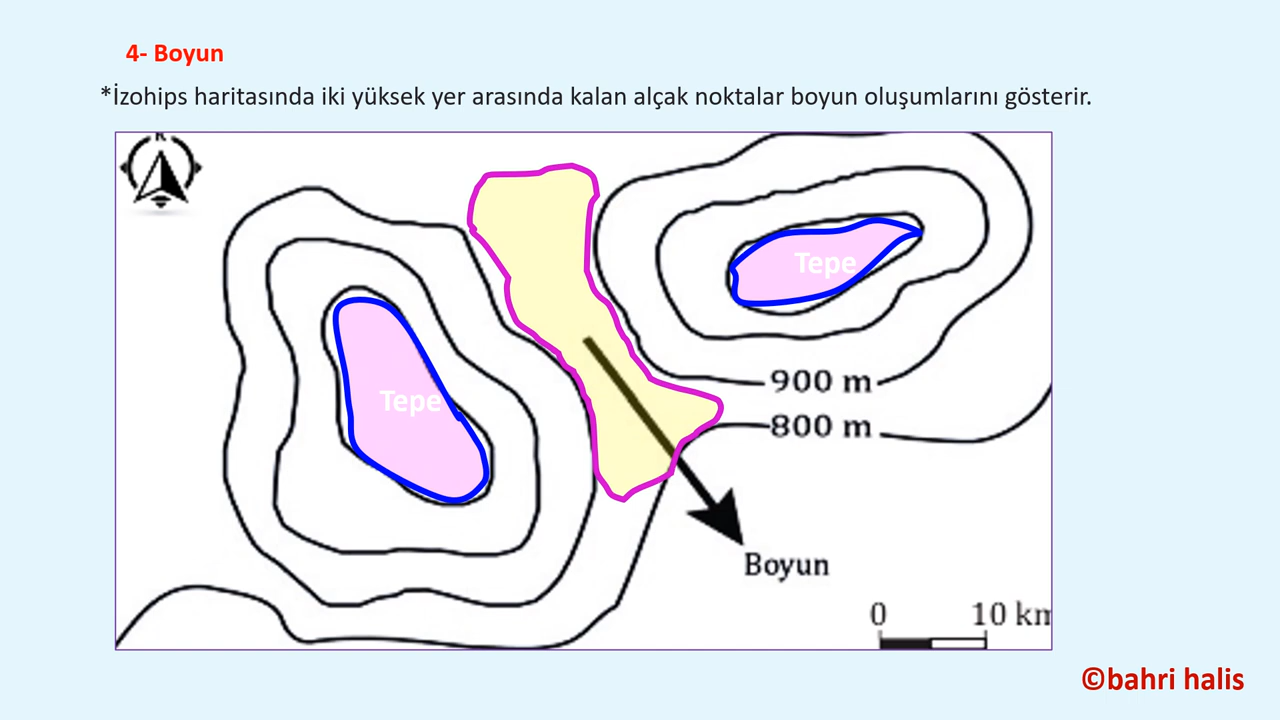 4- Boyun
*İzohips haritasında iki yüksek yer arasında kalan alçak noktalar boyun oluşumlarını gösterir.
Tepe
Tepe
900 m
800 m
Boyun
0 10 km
©bahri halis